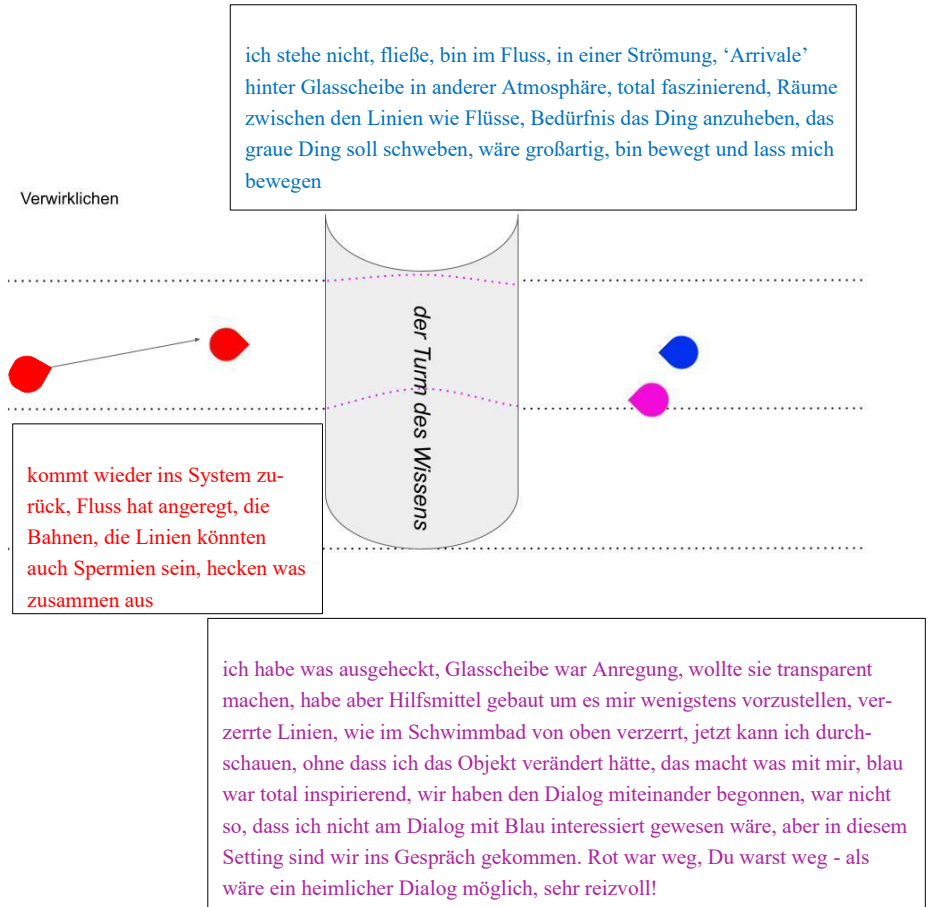 ich stehe nicht, fließe, bin im Fluss, in einer Strömung, ‘Arrivale’
hinter Glasscheibe in anderer Atmosphäre, total faszinierend, Räume
zwischen den Linien wie Flüsse, Bedürfnis das Ding anzuheben, das
graue Ding soll schweben, wäre großartig, bin bewegt und lass mich
bewegen
Verwirklichen
der Turm des Wissens
kommt wieder ins System zu-
rück, Fluss hat angeregt, die
Bahnen, die Linien könnten
auch Spermien sein, hecken was
zusammen aus
ich habe was ausgeheckt, Glasscheibe war Anregung, wollte sie transparent
machen, habe aber Hilfsmittel gebaut um es mir wenigstens vorzustellen, ver-
zerrte Linien, wie im Schwimmbad von oben verzerrt, jetzt kann ich durch-
schauen, ohne dass ich das Objekt verändert hätte, das macht was mit mir, blau
war total inspirierend, wir haben den Dialog miteinander begonnen, war nicht
so, dass ich nicht am Dialog mit Blau interessiert gewesen wäre, aber in diesem
Setting sind wir ins Gespräch gekommen. Rot war weg, Du warst weg - als
wäre ein heimlicher Dialog möglich, sehr reizvoll!